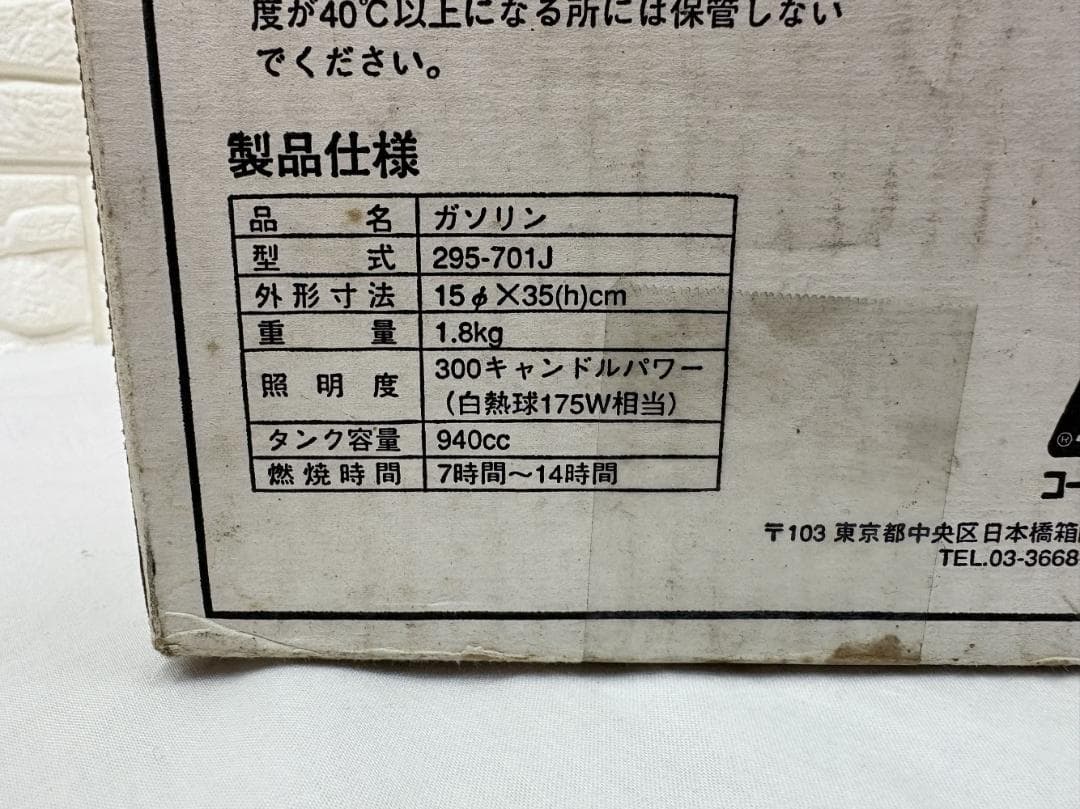 度が40℃以上になる所には保管しない
でください。
製品仕様
品名 ガソリン
型式 295-701J
外形寸法 15φ×35(h)cm
重量 1.8kg
照明度 300キャンドルパワー
(白熱球175W相当)
タンク容量 940cc
燃焼時間 7時間〜14時間
コー
〒103 東京都中央区日本橋箱
TEL.03-3668